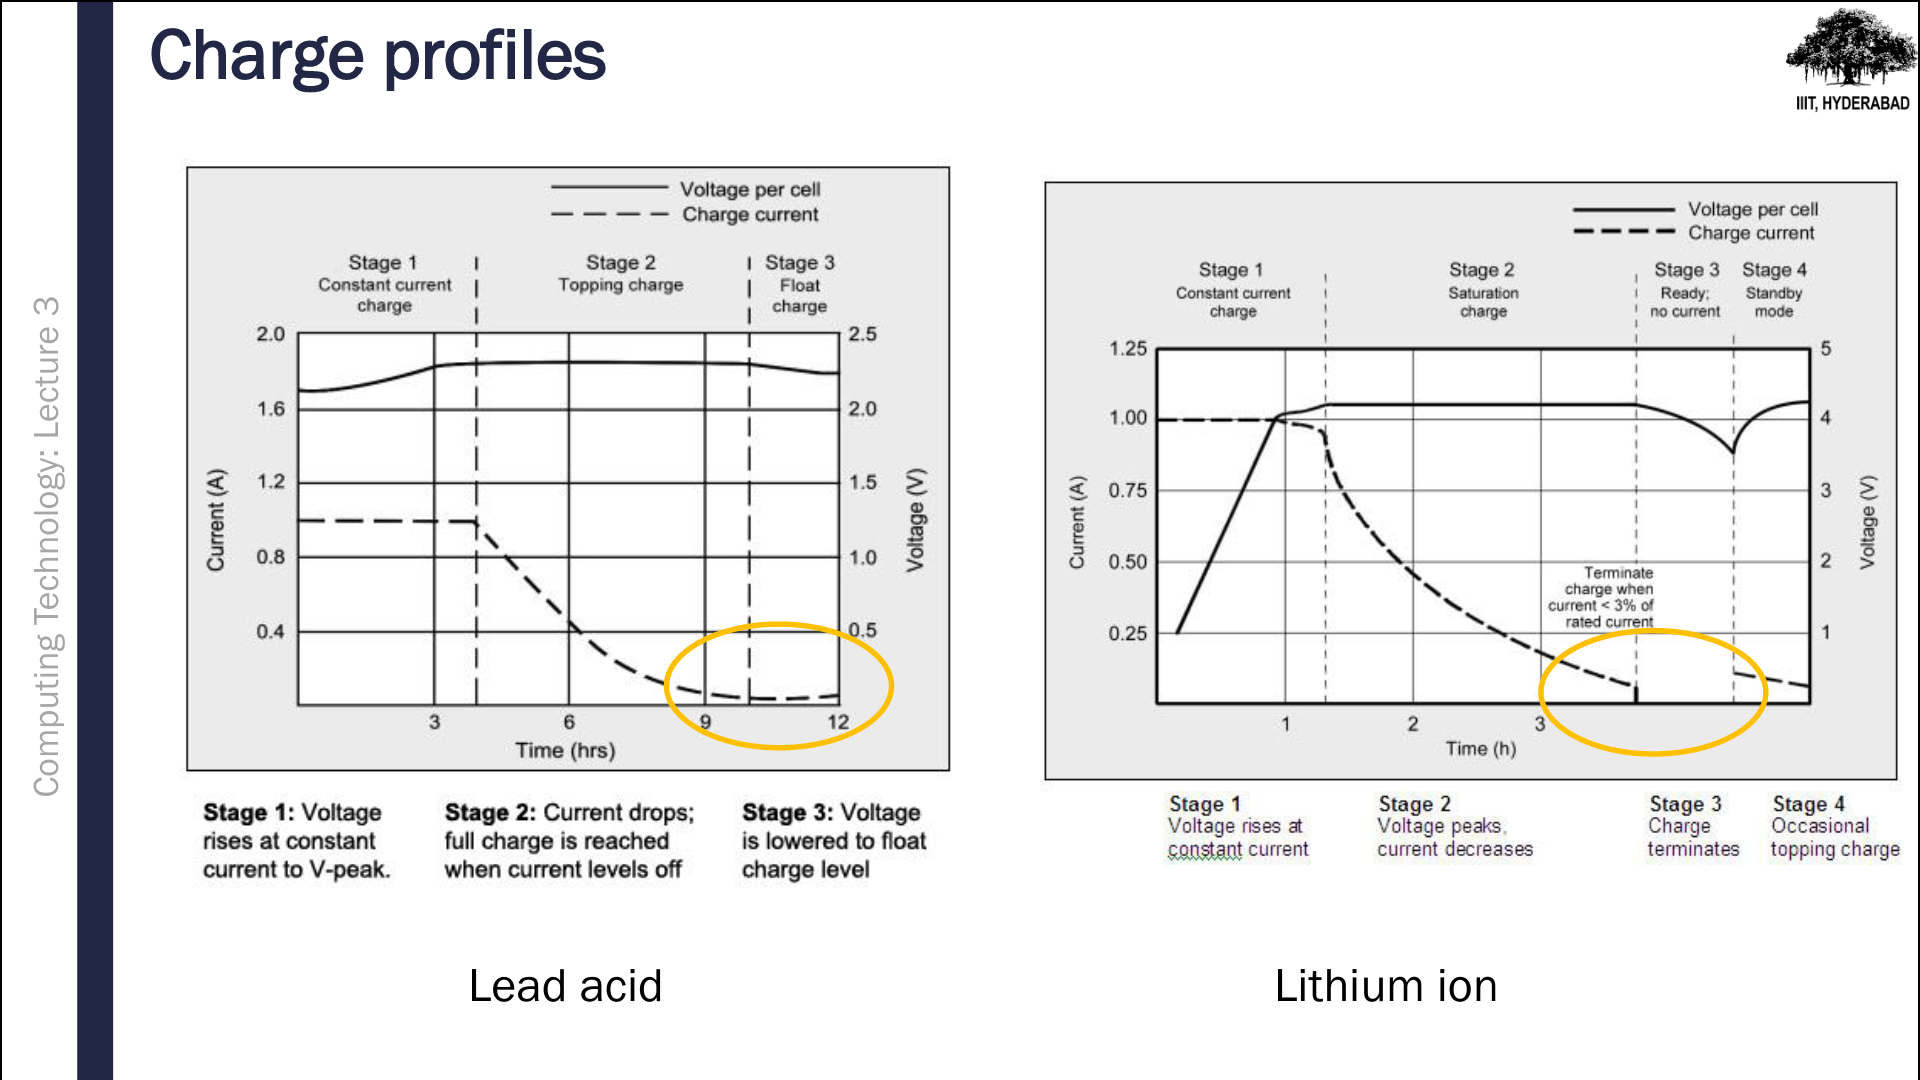 Charge profiles
IIIT, HYDERABAD
Computing Technology: Lecture 3
Voltage per cell
Charge current
Stage 1
Constant current
charge
Stage 2
Topping charge
Stage 3
Float
charge
2.0
1.6
1.2
0.8
0.4
2.5
2.0
1.5
1.0
0.5
Current (A)
Voltage (V)
3
6
9
12
Time (hrs)
Stage 1: Voltage
rises at constant
current to V-peak.
Stage 2: Current drops;
full charge is reached
when current levels off
Stage 3: Voltage
is lowered to float
charge level
Lead acid
Voltage per cell
Charge current
Stage 1
Constant current
charge
Stage 2
Saturation
charge
Stage 3
Ready;
no current
Stage 4
Standby
mode
1.25
1.00
0.75
0.50
0.25
5
4
3
2
1
Current (A)
Voltage (V)
Terminate
charge when
current < 3% of
rated current
1
2
3
Time (h)
Stage 1
Voltage rises at
constant current
Stage 2
Voltage peaks,
current decreases
Stage 3
Charge
terminates
Stage 4
Occasional
topping charge
Lithium ion